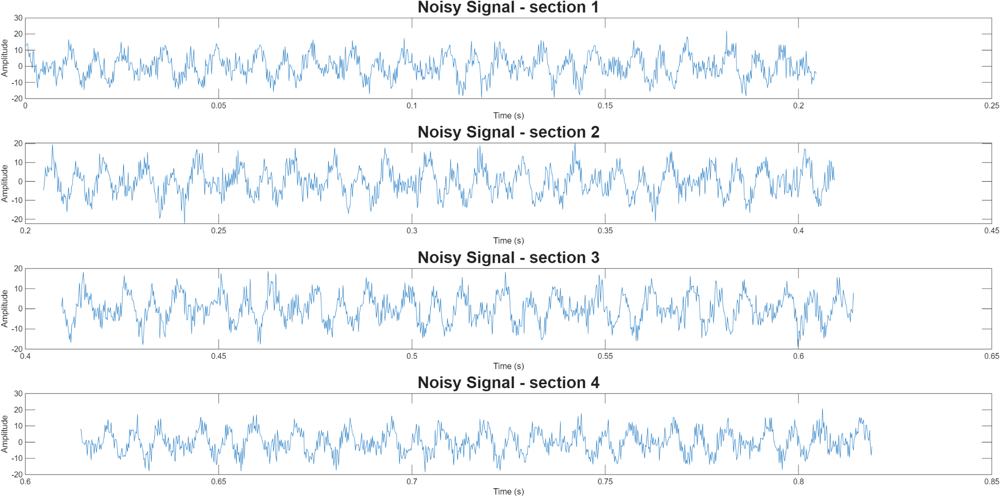 Noisy Signal - section 1
30
20
10
0
-10
-20
Amplitude
0 0.05 0.1 0.15 0.2 0.25
Time (s)
Noisy Signal - section 2
20
10
0
-10
-20
Amplitude
0.2 0.25 0.3 0.35 0.4 0.45
Time (s)
Noisy Signal - section 3
20
10
0
-10
-20
Amplitude
0.4 0.45 0.5 0.55 0.6 0.65
Time (s)
Noisy Signal - section 4
30
20
10
0
-10
-20
Amplitude
0.6 0.65 0.7 0.75 0.8 0.85
Time (s)